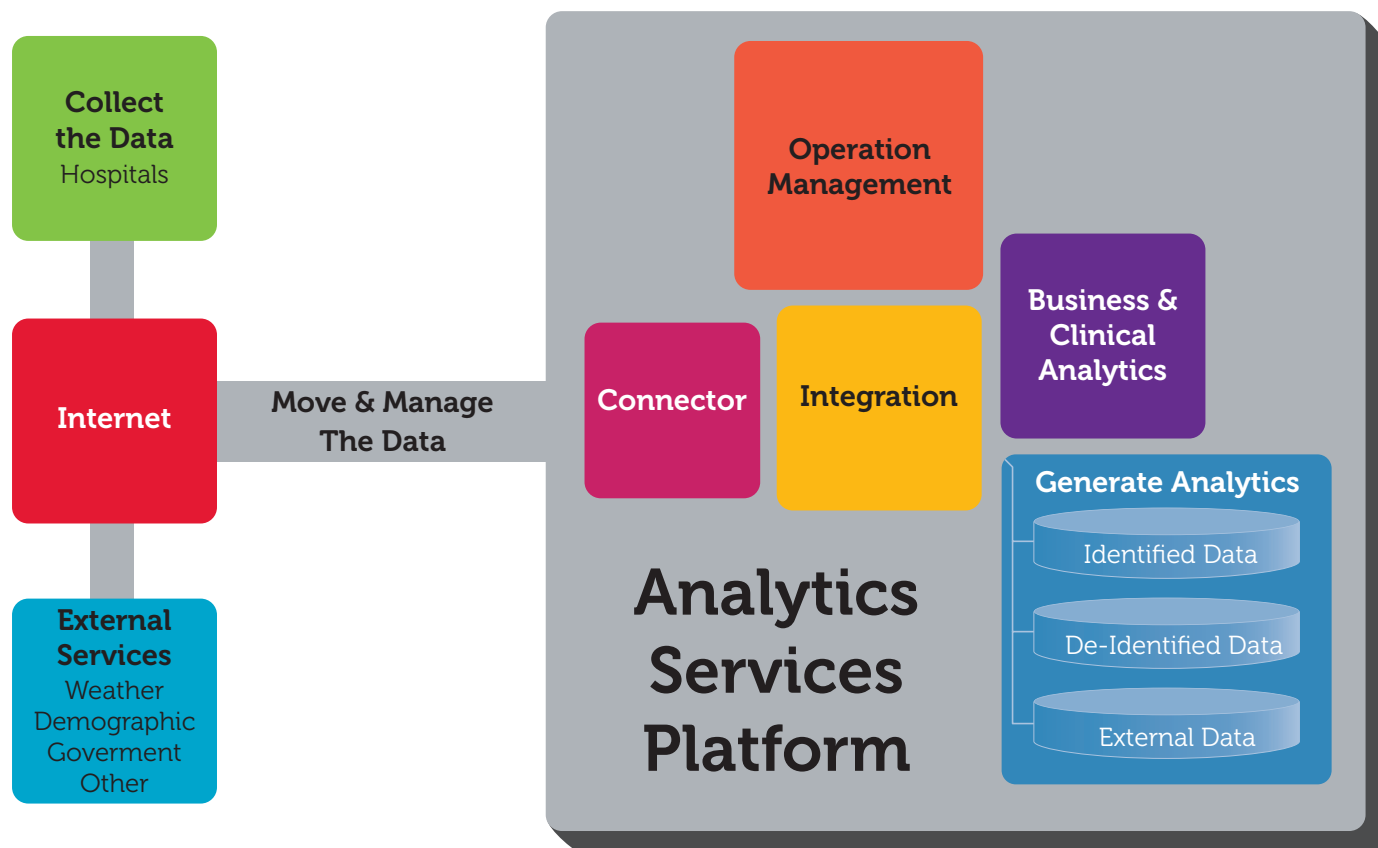 Collect
the Data
Hospitals
Internet
External
Services
Weather
Demographic
Goverment
Other
Move & Manage
The Data
Operation
Management
Connector
Integration
Business &
Clinical
Analytics
Generate Analytics
Identified Data
De-Identified Data
External Data
Analytics
Services
Platform